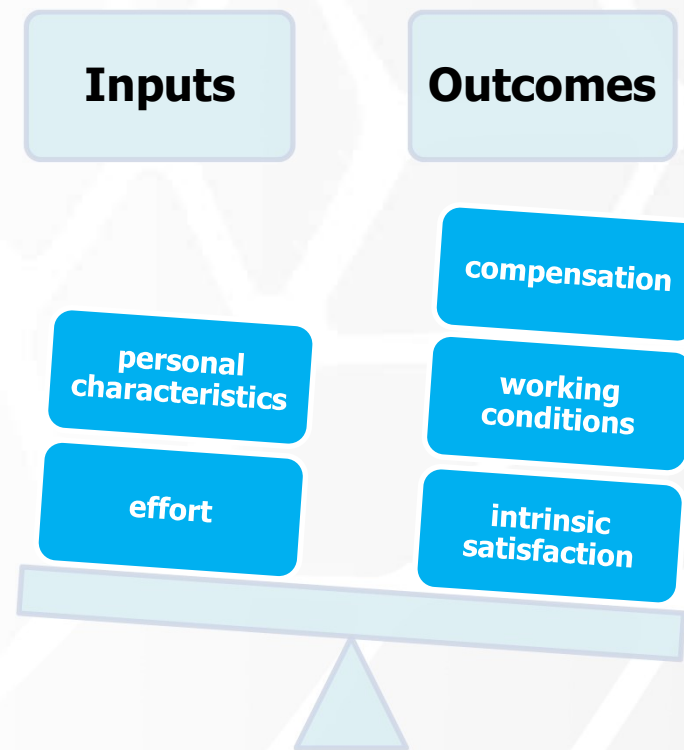 Inputs
Outcomes
compensation
personal
characteristics
working
conditions
effort
intrinsic
satisfaction